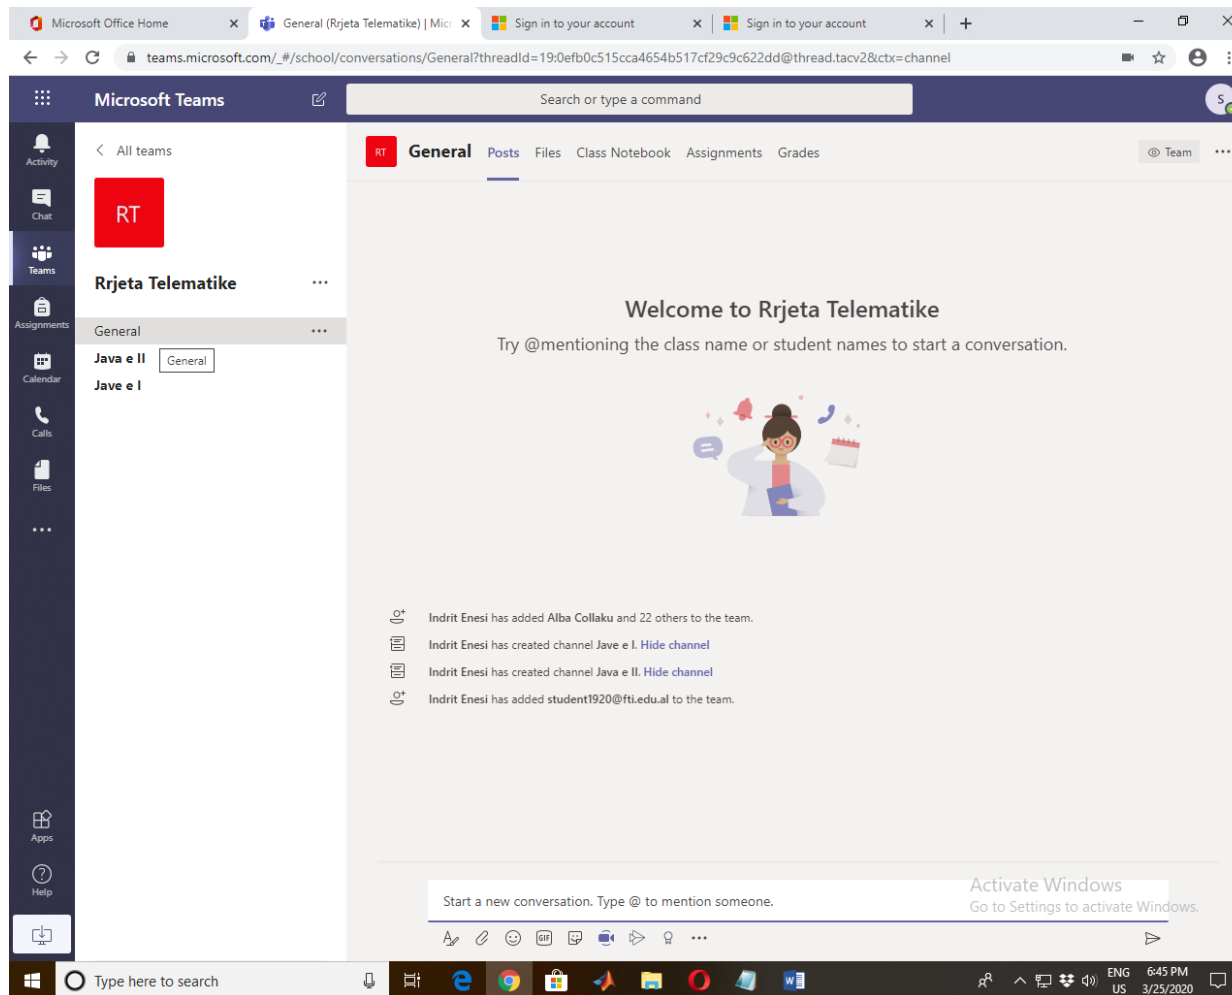 Microsoft Office Home
General (Rrjeta Telematike) | Micr
Sign in to your account
Sign in to your account
teams.microsoft.com/_#/school/conversations/General?threadId=19:0efb0c515cca4654b517cf29c9c622dd@thread.tacv2&ctx=channel
Microsoft Teams
Search or type a command
S
Activity
Chat
Teams
Assignments
Calendar
Calls
Files
Apps
Help
All teams
RT
Rrjeta Telematike
General
Java e II
General
Jave e I
RT General Posts Files Class Notebook Assignments Grades
Team
Welcome to Rrjeta Telematike
Try @mentioning the class name or student names to start a conversation.
Indrit Enesi has added Alba Collaku and 22 others to the team.
Indrit Enesi has created channel Jave e I. Hide channel
Indrit Enesi has created channel Java e II. Hide channel
Indrit Enesi has added student1920@fti.edu.al to the team.
Start a new conversation. Type @ to mention someone.
GIF
Activate Windows
Go to Settings to activate Windows.
Type here to search
ENG
US
6:45 PM
3/25/2020